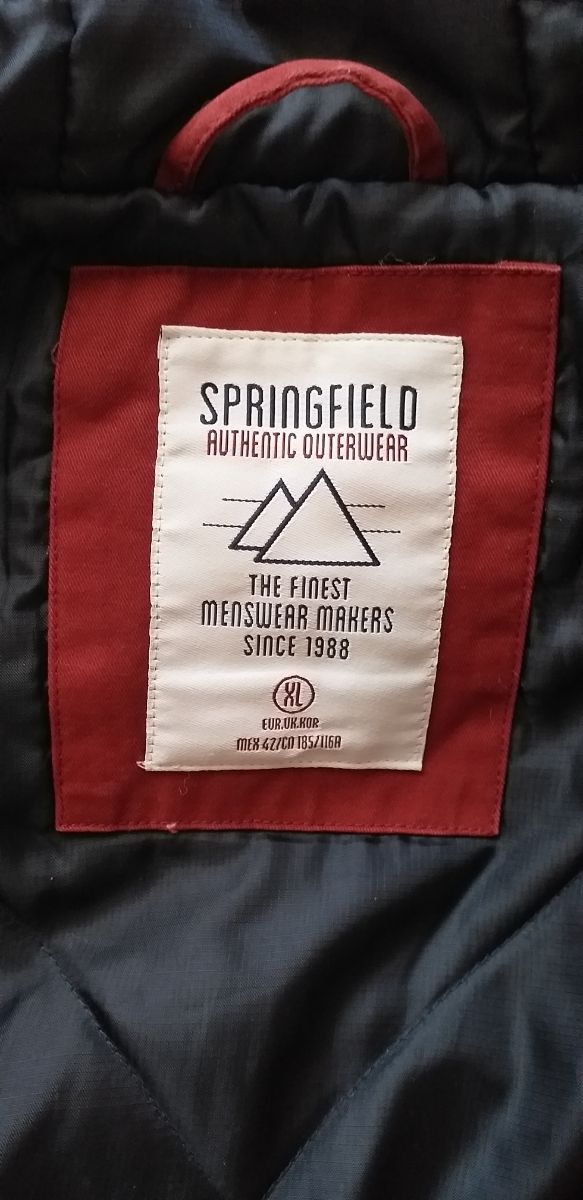 SPRINGFIELD
AUTHENTIC OUTERWEAR
THE FINEST
MENSWEAR MAKERS
SINCE 1988
XL
EUR.UK.KOR
MEX 42/CN 185/116A